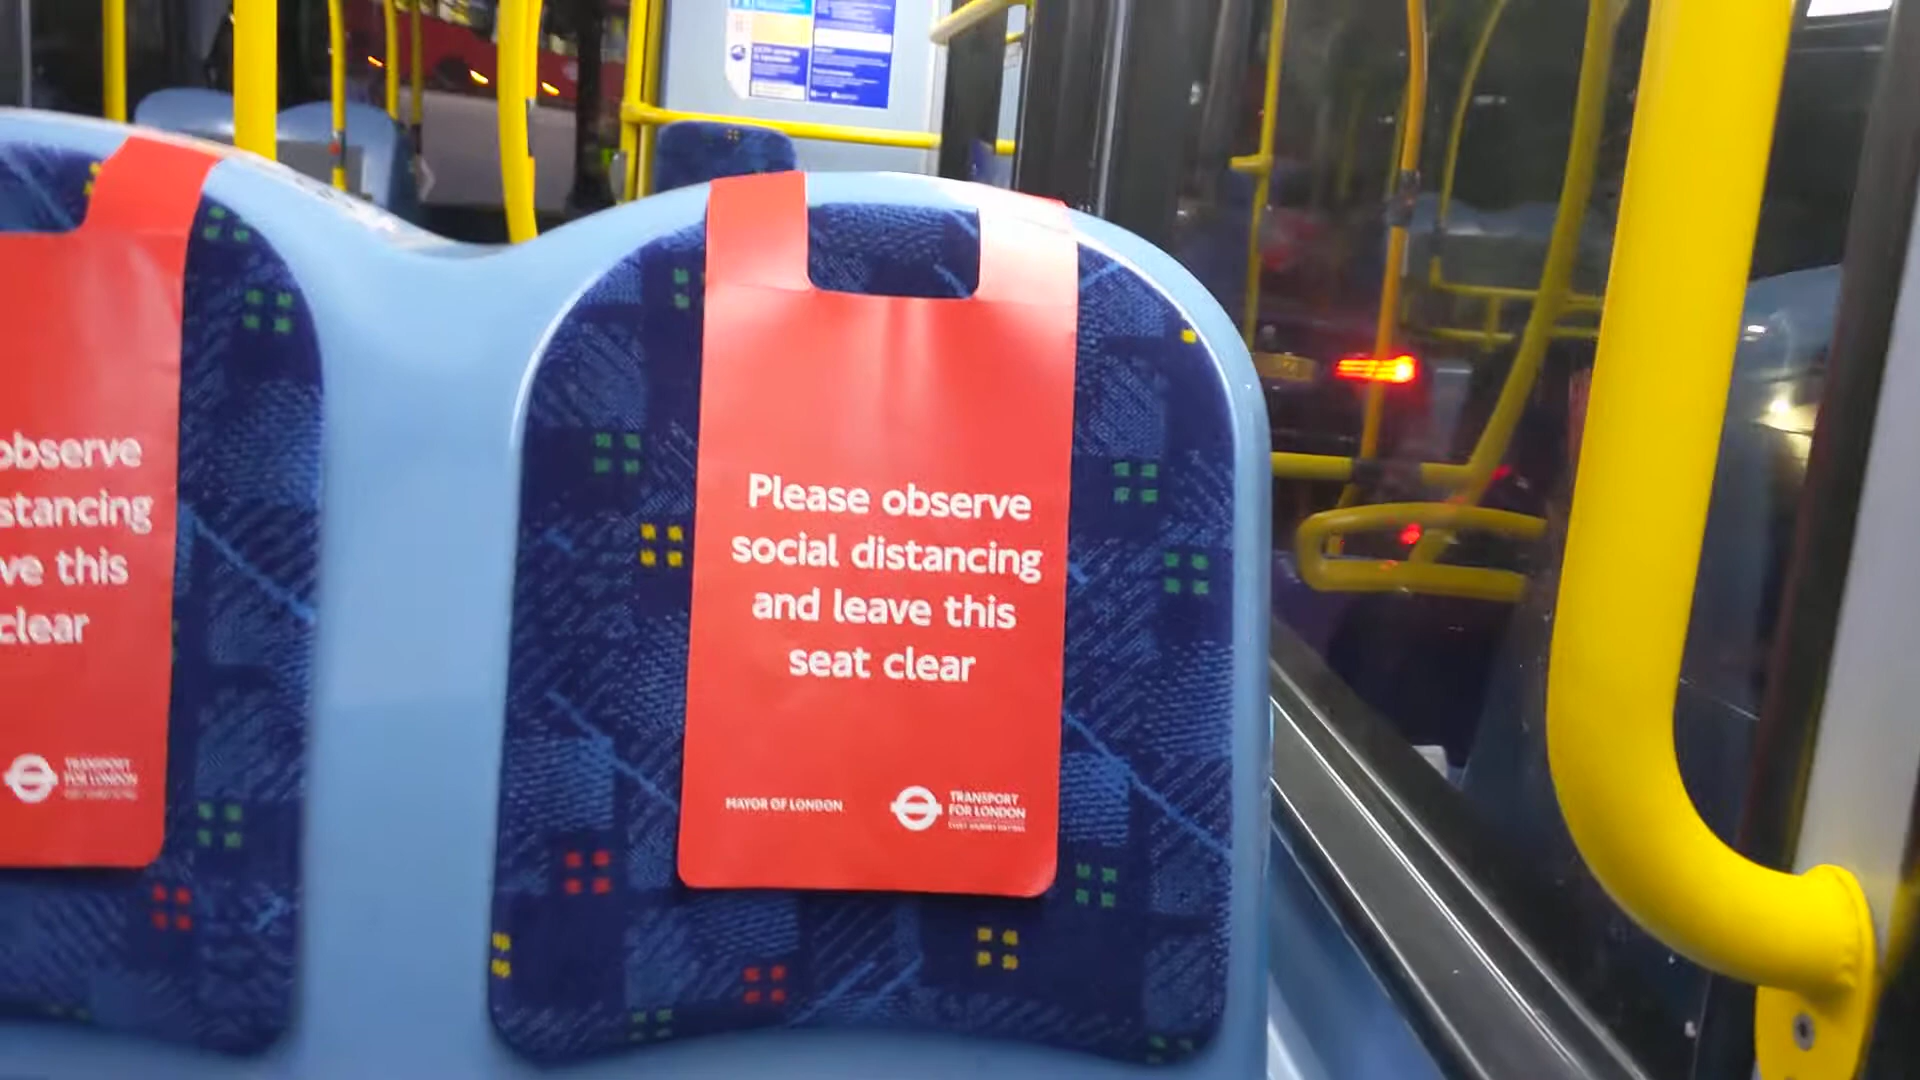 observe
stancing
ve this
clear
TRANSPORT
FOR LONDON
Please observe
social distancing
and leave this
seat clear
MAYOR OF LONDON
TRANSPORT
FOR LONDON